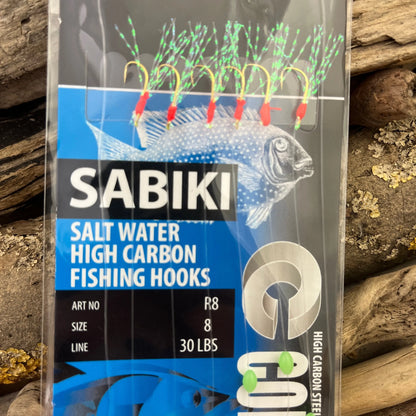 SABIKI
SALT WATER
HIGH CARBON
FISHING HOOKS
ART NO R8
SIZE 8
LINE 30 LBS
HIGH CARBON STEEL